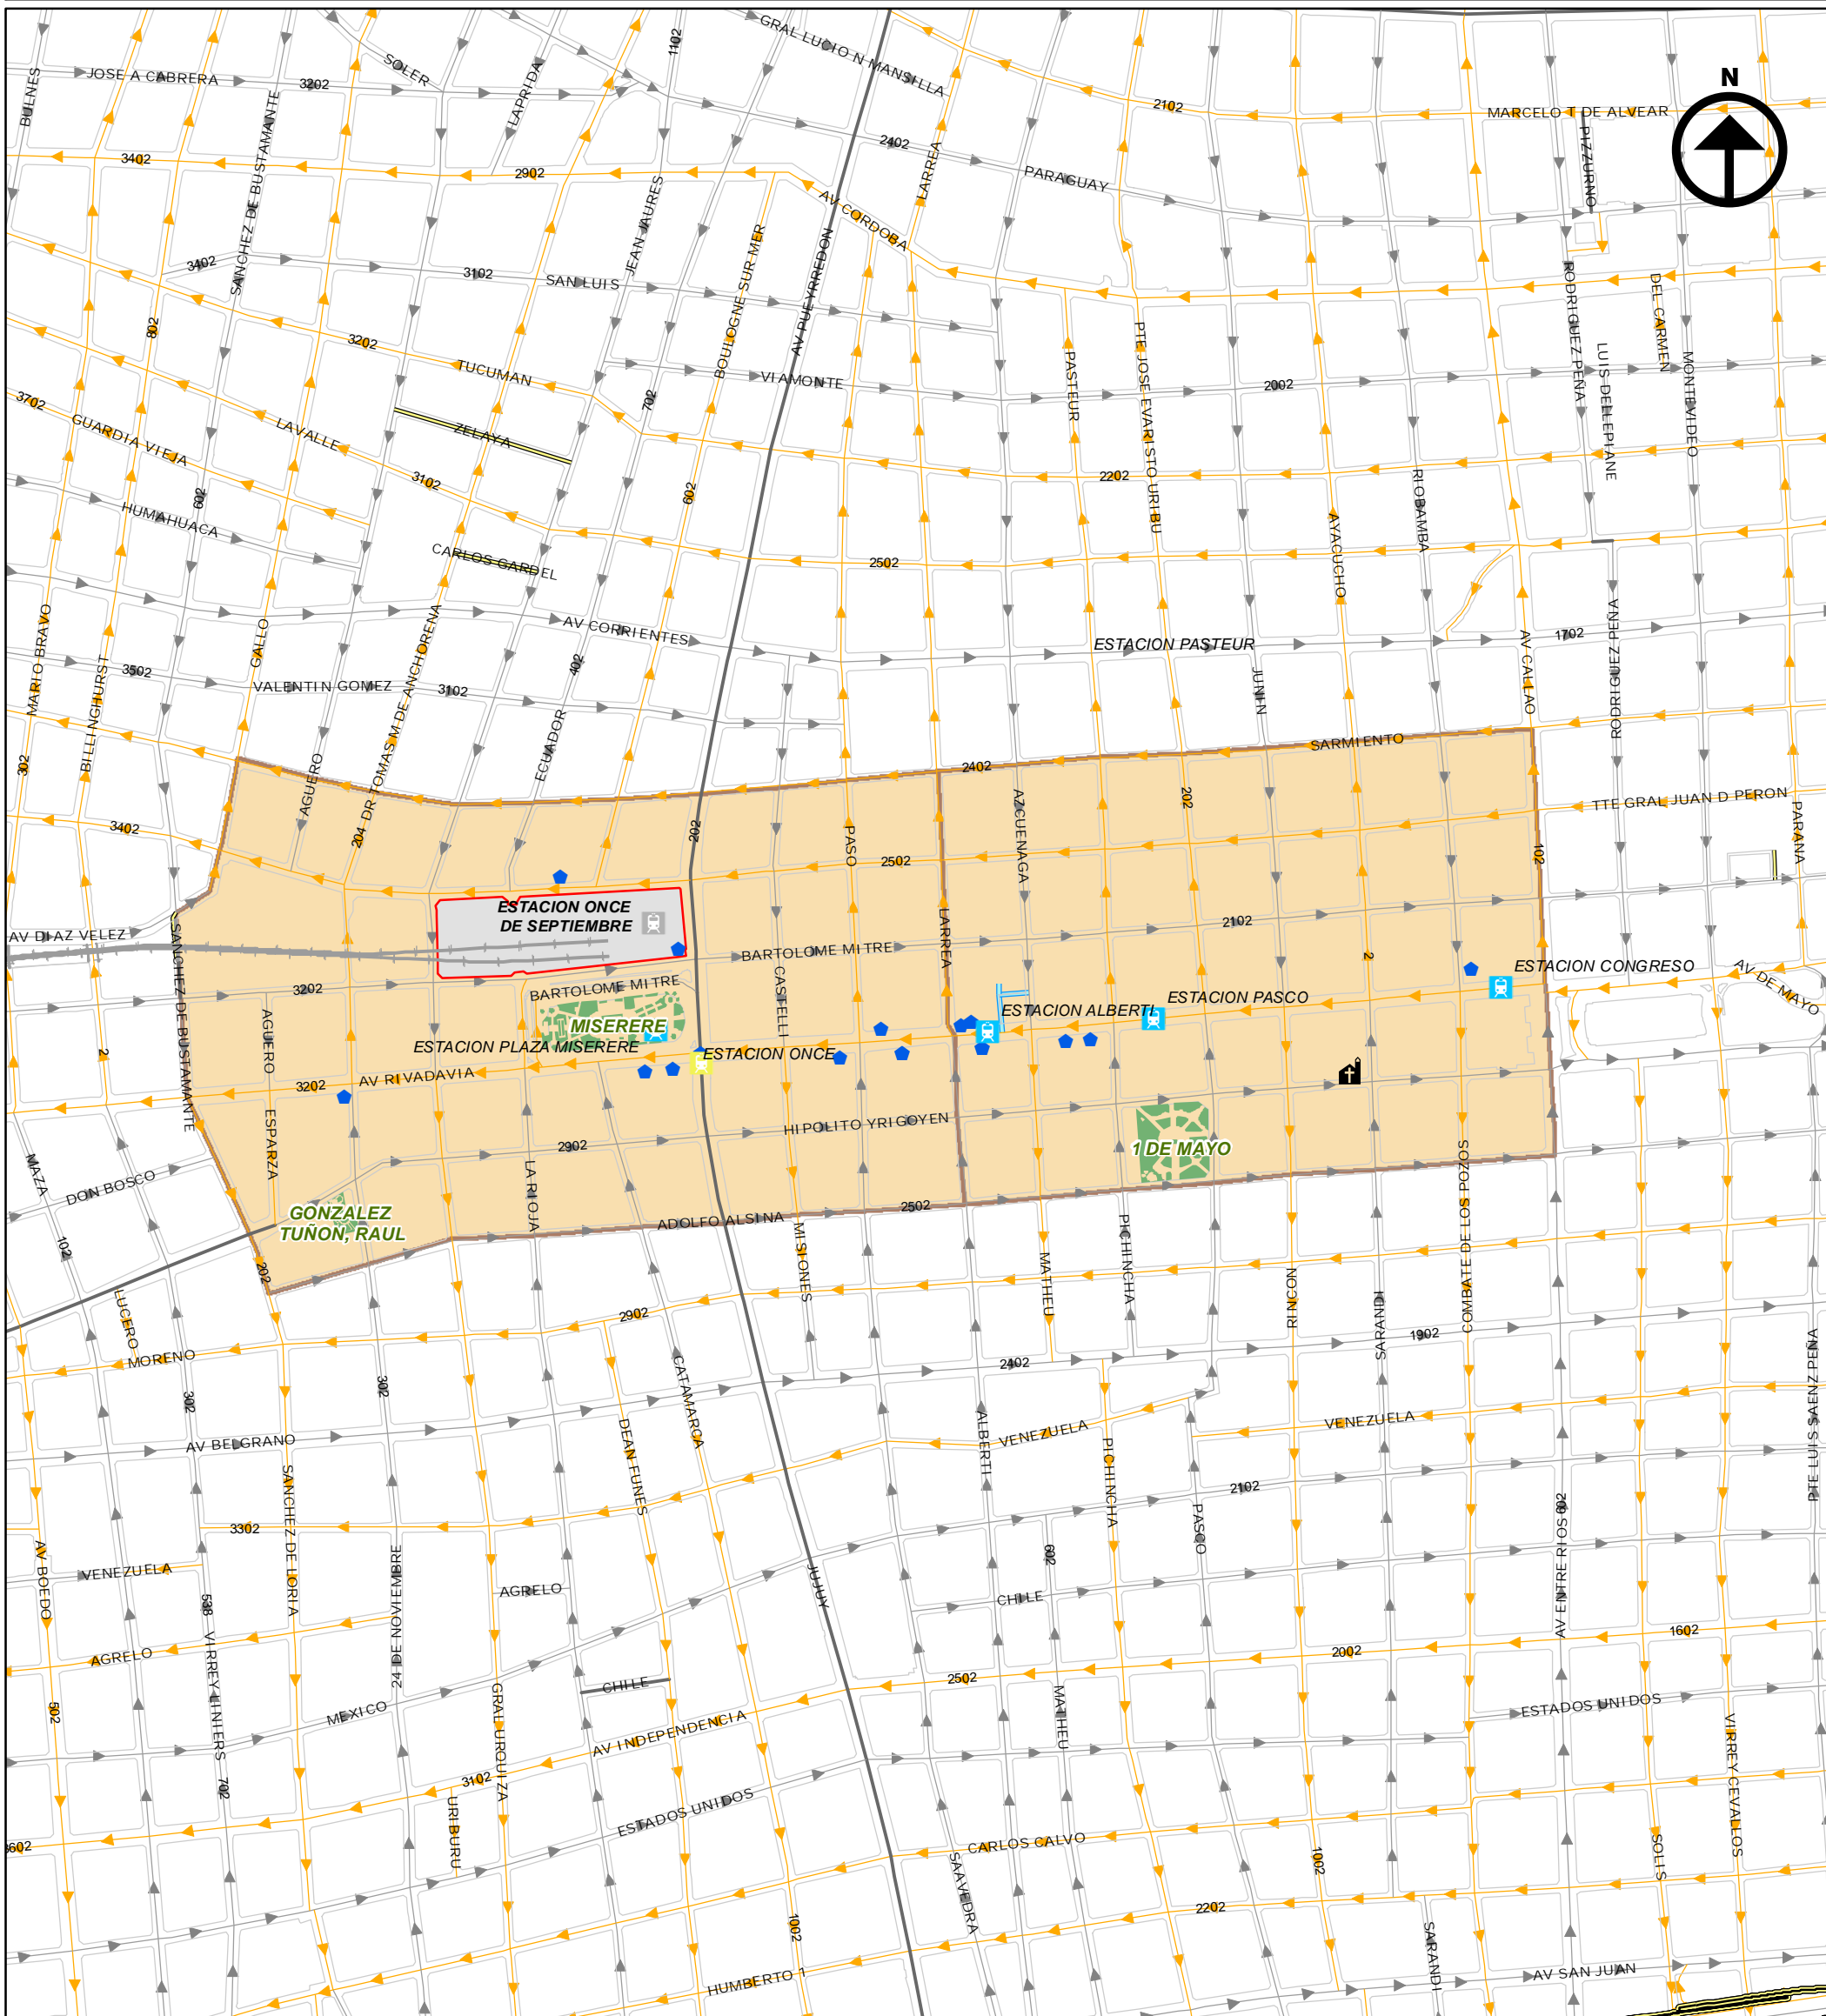 GRAL LUCIO N MANSILLA
1102
SOLER
JOSE A CABRERA
3202
BULNES
LAPRIDA
N
2102
MARCELO T DE ALVEAR
PIZZURNO
2402
SANCHEZ DE BUSTAMANTE
3402
2902
LARREA
PARAGUAY
JEAN JAURES
AV CORDOBA
BOULOGNE SUR MER
AV PUEYRREDON
3402
3102
SAN LUIS
RODRIGUEZ PEÑA
DEL CARMEN
802
3202
TUCUMAN
VIAMONTE
PASTEUR
PTE JOSE EVARISTO URIBU
2002
LUIS DELLEPIANE
MONTEVIDEO
3702
GUARDIA VIEJA
LAVALLE
ZELAYA
702
3102
602
602
2202
RIOBAMBA
HUMAHUACA
AYACUCHO
CARLOS GARDEL
2502
MARIO BRAVO
BILLINGHURST
GALLO
204 DR TOMAS M DE ANCHORENA
AV CORRIENTES
ESTACION PASTEUR
1702
RODRIGUEZ PEÑA
AV CALLAO
3502
VALENTIN GOMEZ
3102
402
JUNIN
ECUADOR
AGUERO
302
SARMIENTO
2402
AZCUENAGA
202
TTE GRAL JUAN D PERON
PARANA
3402
202
PASO
2502
102
ESTACION ONCE
DE SEPTIEMBRE
LARREA
2102
AV DIAZ VELEZ
SANCHEZ DE BUSTAMANTE
BARTOLOME MITRE
CASTELLI
2
ESTACION CONGRESO
AV DE MAYO
3202
BARTOLOME MITRE
ESTACION PASCO
ESTACION ALBERTI
MISERERE
AGUERO
ESTACION PLAZA MISERERE
ESTACION ONCE
2
3202
AV RIVADAVIA
ESPARZA
HIPOLITO YRIGOYEN
2902
1 DE MAYO
MAZA
DON BOSCO
LA RIOJA
COMBATE DE LOS POZOS
GONZALEZ
TUÑON, RAUL
ADOLFO ALSINA
2502
MISIONES
PICHINCHA
102
202
MATHEU
RINCON
SARANDI
LUCERO
2902
1902
PTE LUIS SAENZ PEÑA
MORENO
2402
302
302
CATAMARCA
DEAN FUNES
AV BELGRANO
ALBERTI
VENEZUELA
VENEZUELA
PICHINCHA
SANCHEZ DE LORIA
2102
3302
PASCO
602
AV ENTRE RIOS
AV BOEDO
VENEZUELA
24 DE NOVIEMBRE
602
JUJUY
AGRELO
538
CHILE
VIRREY LINIERS
AGRELO
1602
2002
2502
CHILE
502
MEXICO
GRAL URQUIZA
AV INDEPENDENCIA
MATHEU
ESTADOS UNIDOS
VIRREY CEVALLOS
702
3102
URIBURU
ESTADOS UNIDOS
3602
CARLOS CALVO
SAAVEDRA
1002
SOLIS
2202
1002
SARANDI
HUMBERTO 1
AV SAN JUAN